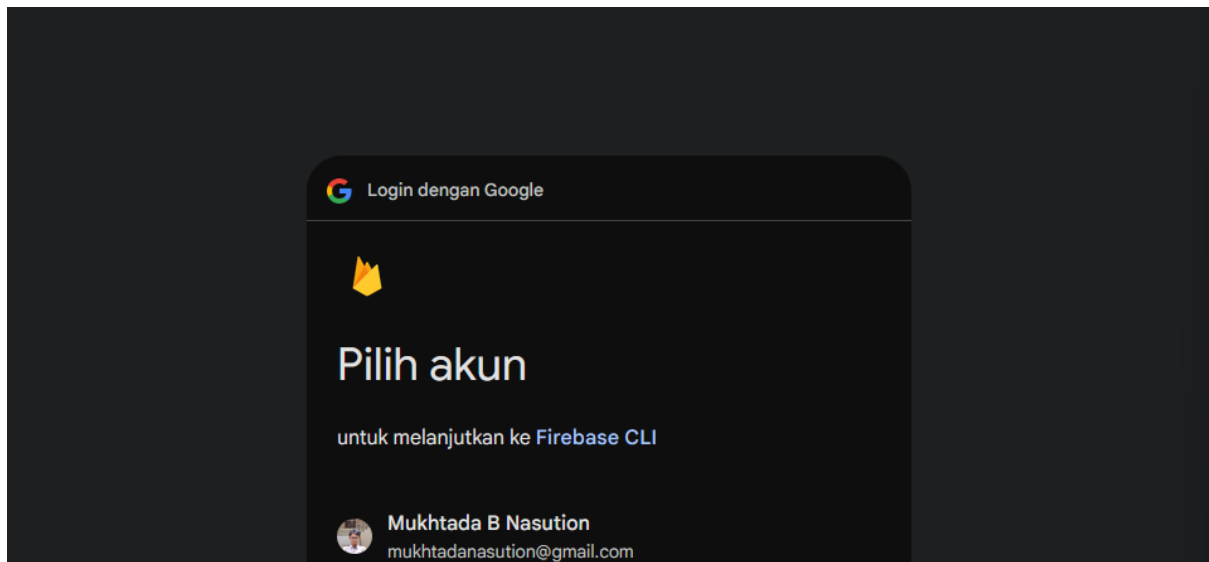 Login dengan Google
Pilih akun
untuk melanjutkan ke Firebase CLI
Mukhtada B Nasution
mukhtadanasution@gmail.com